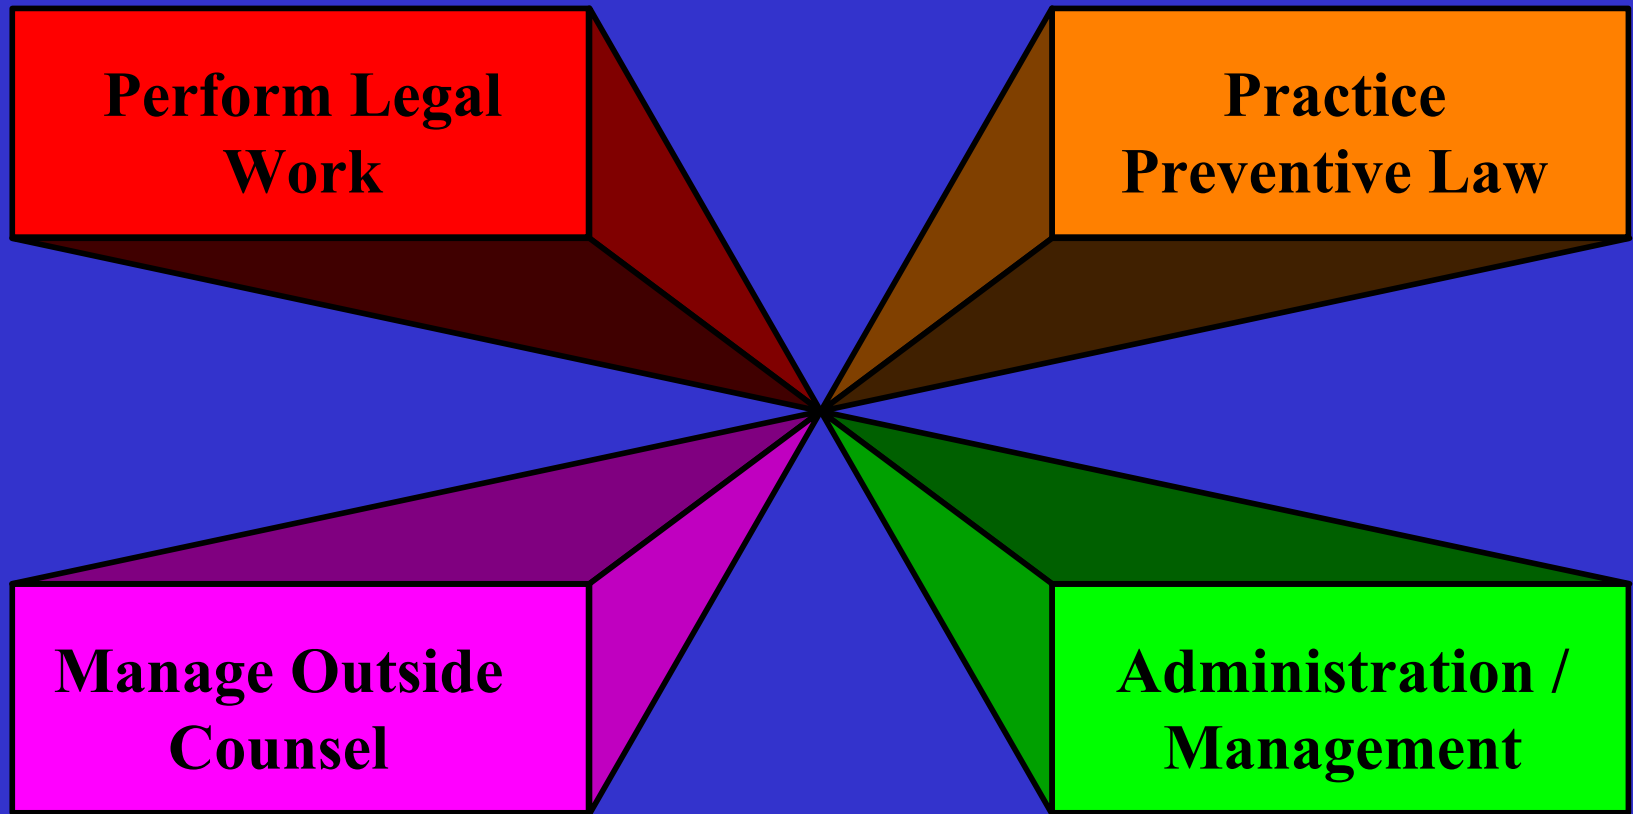 Perform Legal
Work
Practice
Preventive Law
Manage Outside
Counsel
Administration /
Management